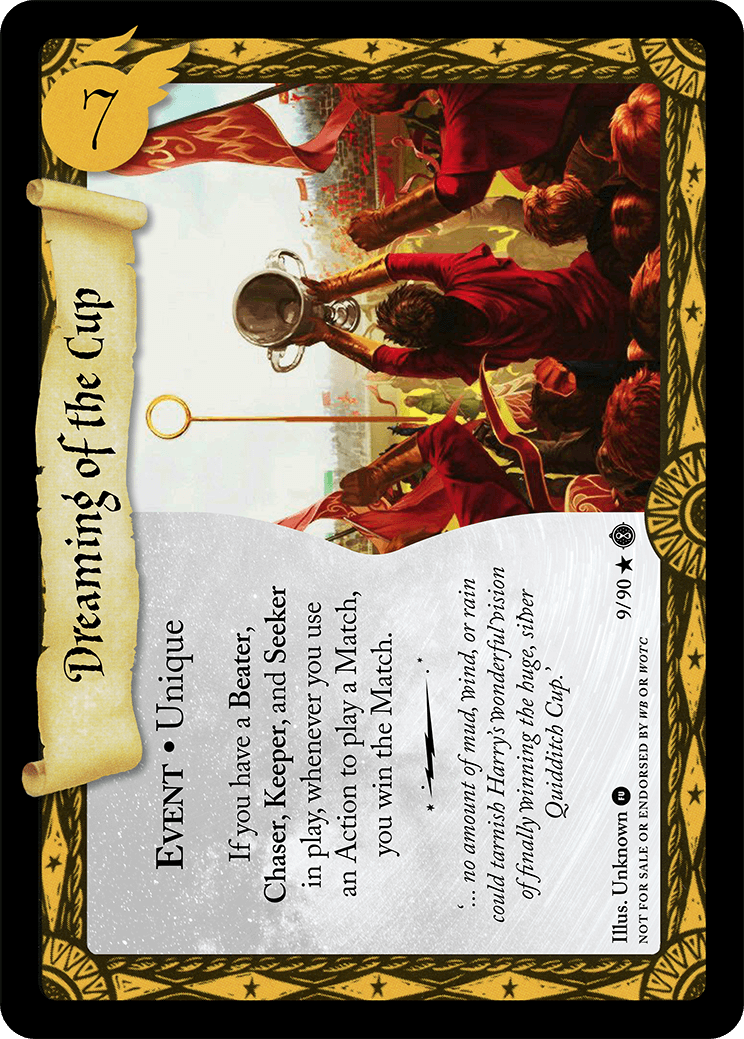 7
Dreaming of the Cup
EVENT • Unique
If you have a Beater,
Chaser, Keeper, and Seeker
in play, whenever you use
an Action to play a Match,
you win the Match.
‘... no amount of mud, wind, or rain
could tarnish Harry’s wonderful vision
of finally winning the huge, silver
Quidditch Cup.’
Illus. Unknown FU 9/90 ★
NOT FOR SALE OR ENDORSED BY WB OR WOTC